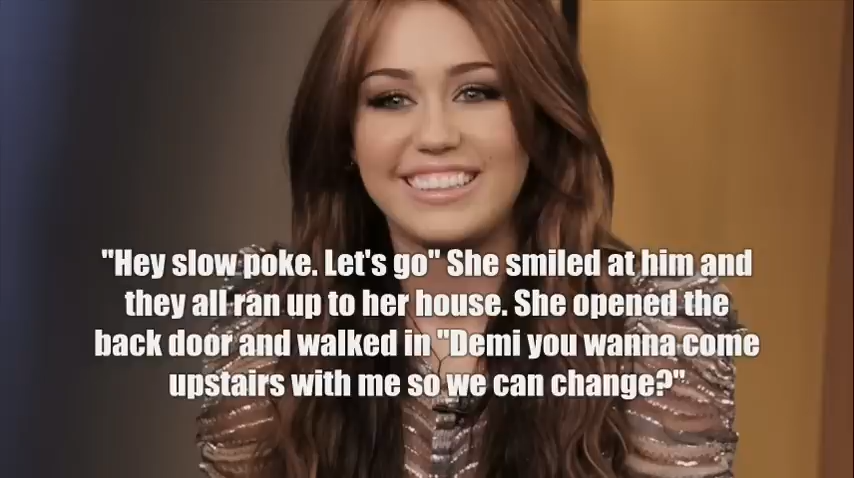 "Hey slow poke. Let's go" She smiled at him and
they all ran up to her house. She opened the
back door and walked in "Demi you wanna come
upstairs with me so we can change?"